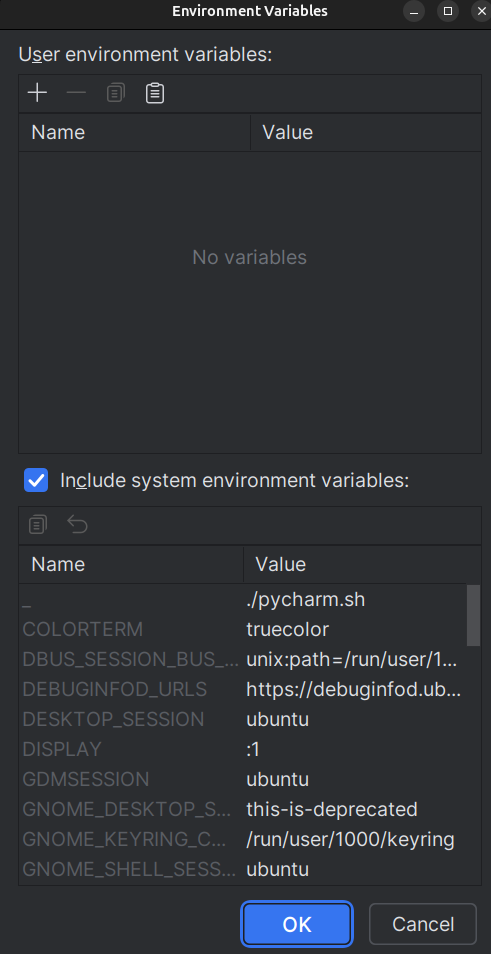 Environment Variables
User environment variables:
Name Value
No variables
Include system environment variables:
Name Value
_ ./pycharm.sh
COLORTERM truecolor
DBUS_SESSION_BUS_... unix:path=/run/user/1...
DEBUGINFOD_URLS https://debuginfod.ub...
DESKTOP_SESSION ubuntu
DISPLAY :1
GDMSESSION ubuntu
GNOME_DESKTOP_S... this-is-deprecated
GNOME_KEYRING_C... /run/user/1000/keyring
GNOME_SHELL_SESS... ubuntu
OK Cancel